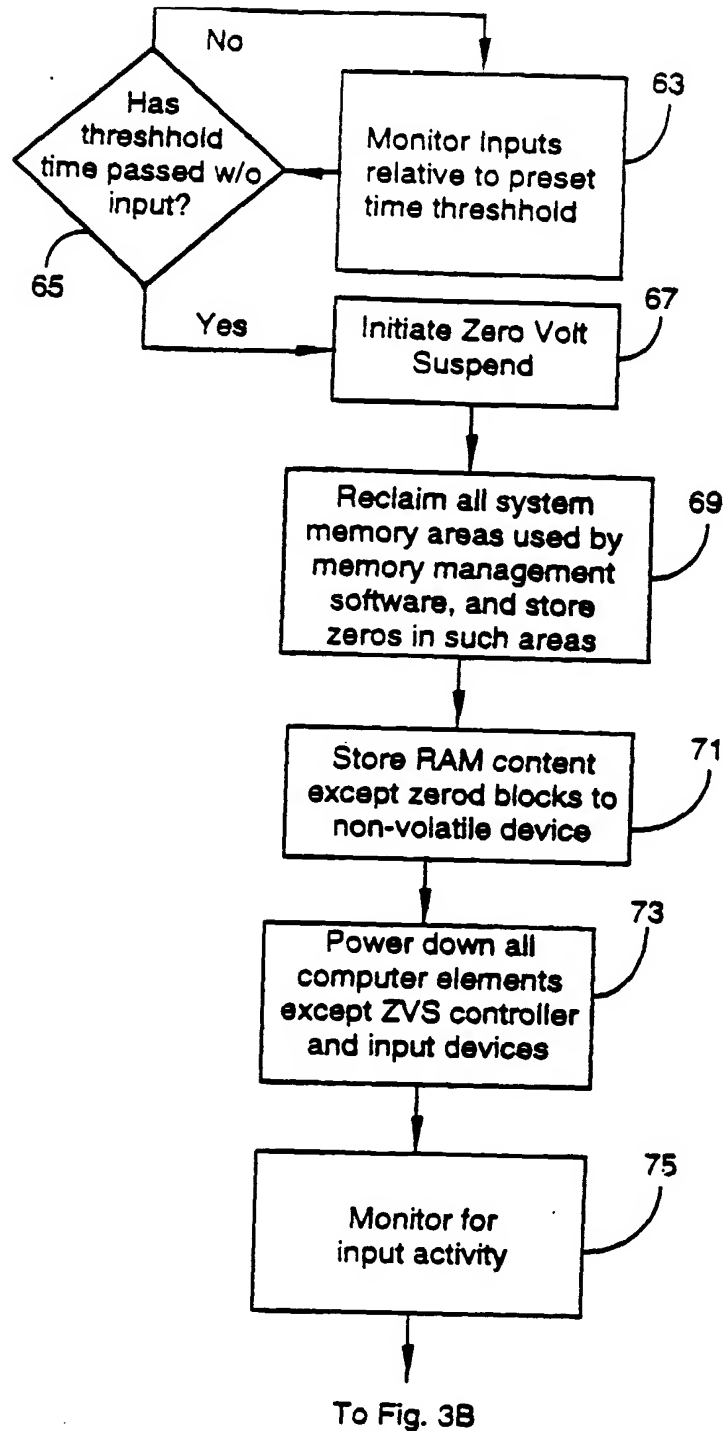 No
Has
threshhold
time passed w/o
input?
65
63
Monitor Inputs
relative to preset
time threshhold
Yes
67
Initiate Zero Volt
Suspend
69
Reclaim all system
memory areas used by
memory management
software, and store
zeros in such areas
71
Store RAM content
except zerod blocks to
non-volatile device
73
Power down all
computer elements
except ZVS controller
and input devices
75
Monitor for
input activity
To Fig. 3B